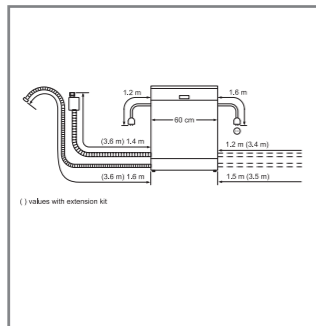 1.2 m
1.6 m
60 cm
(3.6 m) 1.4 m
1.2 m (3.4 m)
(3.6 m) 1.6 m
1.5 m (3.5 m)
( ) values with extension kit